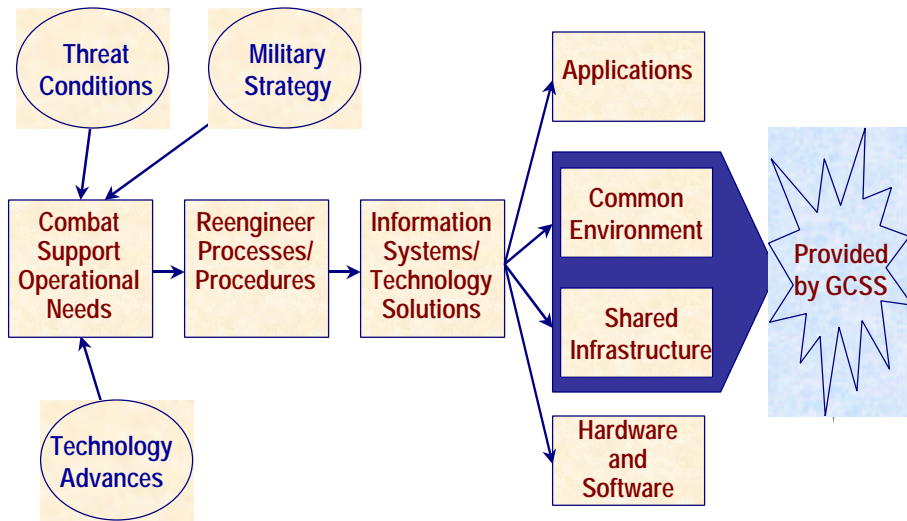 Threat
Conditions
Military
Strategy
Applications
Combat
Support
Operational
Needs
Reengineer
Processes/
Procedures
Information
Systems/
Technology
Solutions
Common
Environment
Shared
Infrastructure
Provided
by GCSS
Technology
Advances
Hardware
and
Software